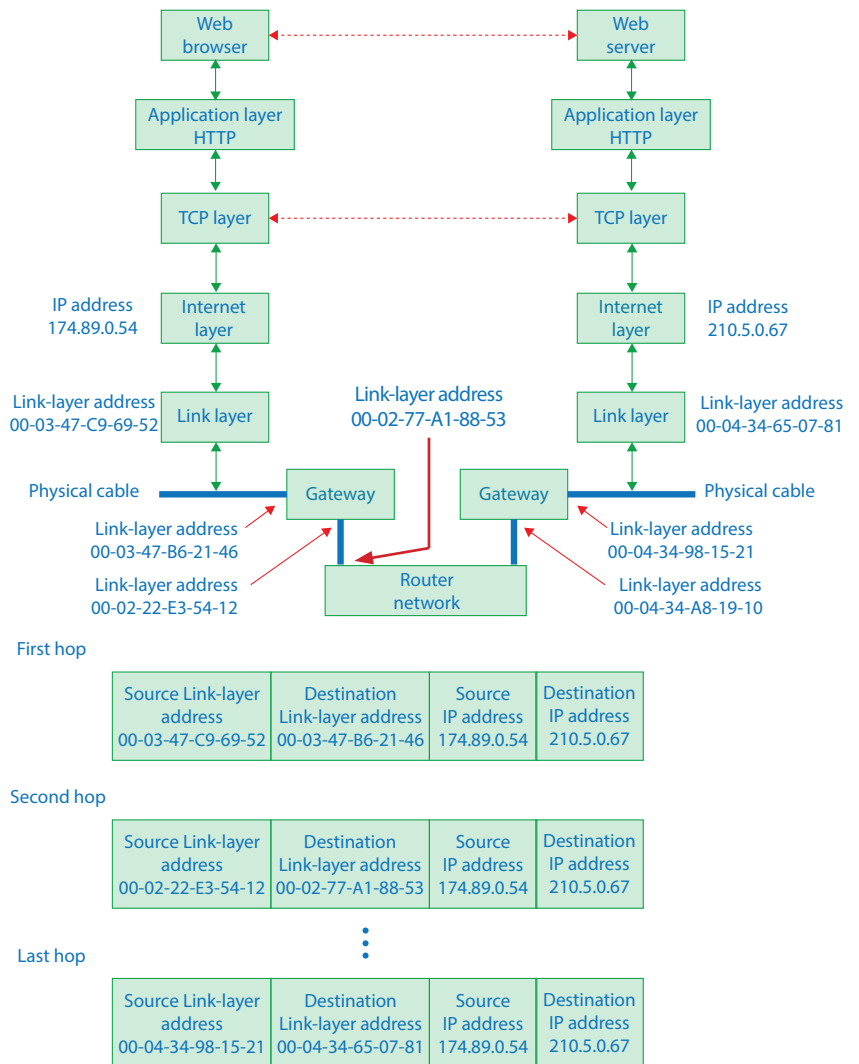 Web
browser
Web
server
Application layer
HTTP
Application layer
HTTP
TCP layer
TCP layer
IP address
174.89.0.54
Internet
layer
Internet
layer
IP address
210.5.0.67
Link-layer address
00-03-47-C9-69-52
Link layer
Link-layer address
00-02-77-A1-88-53
Link layer
Link-layer address
00-04-34-65-07-81
Physical cable
Gateway
Gateway
Physical cable
Link-layer address
00-03-47-B6-21-46
Link-layer address
00-04-34-98-15-21
Link-layer address
00-02-22-E3-54-12
Router
network
Link-layer address
00-04-34-A8-19-10
First hop
Source Link-layer
address
00-03-47-C9-69-52
Destination
Link-layer address
00-03-47-B6-21-46
Source
IP address
174.89.0.54
Destination
IP address
210.5.0.67
Second hop
Source Link-layer
address
00-02-22-E3-54-12
Destination
Link-layer address
00-02-77-A1-88-53
Source
IP address
174.89.0.54
Destination
IP address
210.5.0.67
Last hop
Source Link-layer
address
00-04-34-98-15-21
Destination
Link-layer address
00-04-34-65-07-81
Source
IP address
174.89.0.54
Destination
IP address
210.5.0.67